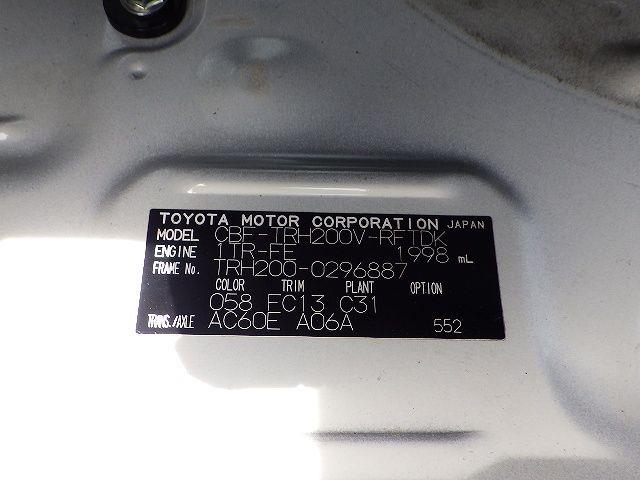 TOYOTA MOTOR CORPORATION JAPAN
MODEL CBF-TRH200V-RFTDK
ENGINE 1TR-FE 1998 mL
FRAME No. TRH200-0296887
COLOR TRIM PLANT OPTION
058 FC13 C31
TRANS./AXLE AC60E A06A 552